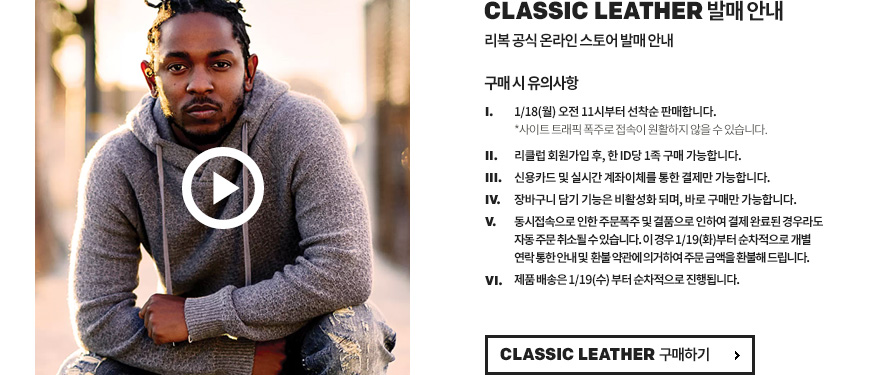 CLASSIC LEATHER 발매 안내
리복 공식 온라인 스토어 발매 안내
구매 시 유의사항
I. 1/18(월) 오전 11시부터 선착순 판매합니다.
*사이트 트래픽 폭주로 접속이 원활하지 않을 수 있습니다.
II. 리클럽 회원가입 후, 한 ID당 1족 구매 가능합니다.
III. 신용카드 및 실시간 계좌이체를 통한 결제만 가능합니다.
IV. 장바구니 담기 기능은 비활성화 되며, 바로 구매만 가능합니다.
V. 동시접속으로 인한 주문폭주 및 결품으로 인하여 결제 완료된 경우라도
자동 주문 취소될 수 있습니다. 이 경우 1/19(화)부터 순차적으로 개별
연락 통한 안내 및 환불 약관에 의거하여 주문 금액을 환불해 드립니다.
VI. 제품 배송은 1/19(수) 부터 순차적으로 진행됩니다.
CLASSIC LEATHER 구매하기